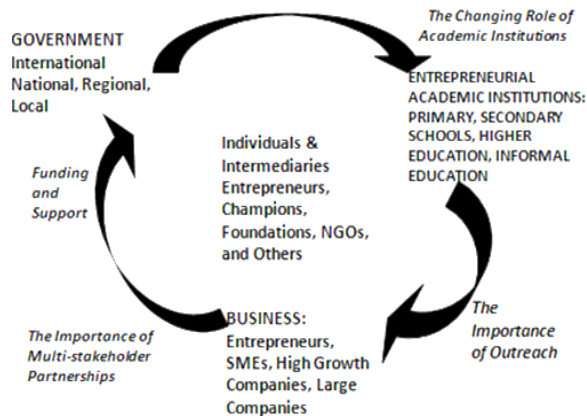 The Changing Role of
Academic Institutions
GOVERNMENT
International
National, Regional,
Local
ENTREPRENEURIAL
ACADEMIC INSTITUTIONS:
PRIMARY, SECONDARY
SCHOOLS, HIGHER
EDUCATION, INFORMAL
EDUCATION
Individuals &
Intermediaries
Entrepreneurs,
Champions,
Foundations, NGOs,
and Others
Funding
and
Support
The
Importance
of Outreach
BUSINESS:
Entrepreneurs,
SMEs, High Growth
Companies, Large
Companies
The Importance of
Multi-stakeholder
Partnerships